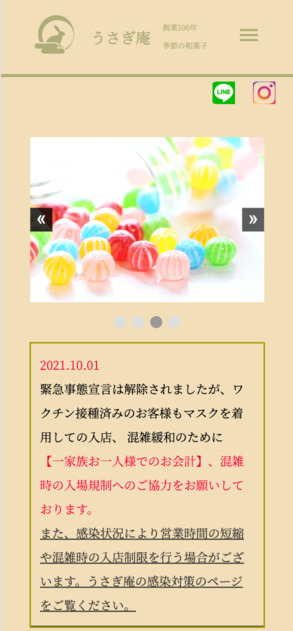 うさぎ庵
創業100年
季節の和菓子
LINE
«
»
2021.10.01
緊急事態宣言は解除されましたが、ワ
クチン接種済みのお客様もマスクを着
用しての入店、 混雑緩和のために
【一家族お一人様でのお会計】、混雑
時の入場規制へのご協力をお願いして
おります。
また、感染状況により営業時間の短縮
や混雑時の入店制限を行う場合がござ
います。うさぎ庵の感染対策のページ
をご覧ください。